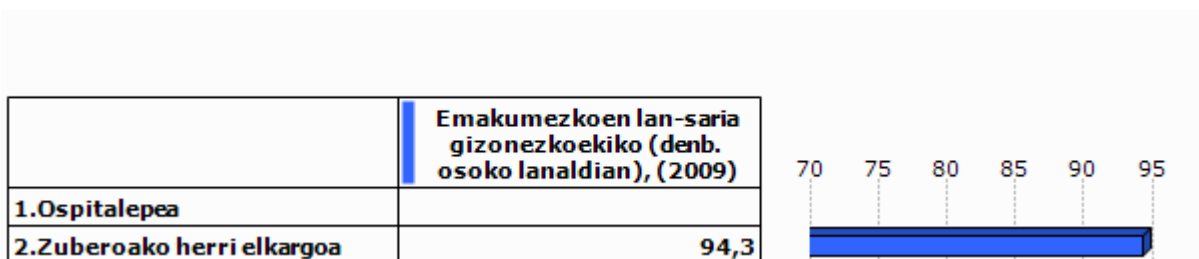 Emakumezkoen lan-saria
gizonezkoekiko (denb.
osoko lanaldian), (2009)
70 75 80 85 90 95
1.Ospitalepea
2.Zuberoako herri elkargoa 94,3